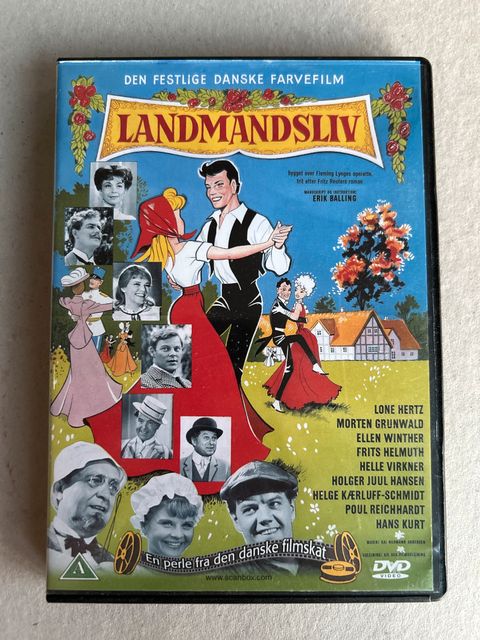 DEN FESTLIGE DANSKE FARVEFILM
LANDMANDSLIV
bygget over Fleming Lynges operette,
frit efter Fritz Reuters roman
MANUSKRIPT OG INSTRUKTION:
ERIK BALLING
LONE HERTZ
MORTEN GRUNWALD
ELLEN WINTHER
FRITS HELMUTH
HELLE VIRKNER
HOLGER JUUL HANSEN
HELGE KÆRLUFF-SCHMIDT
POUL REICHHARDT
HANS KURT
En perle fra den danske filmskat
www.scanbox.com
A
DVD
VIDEO